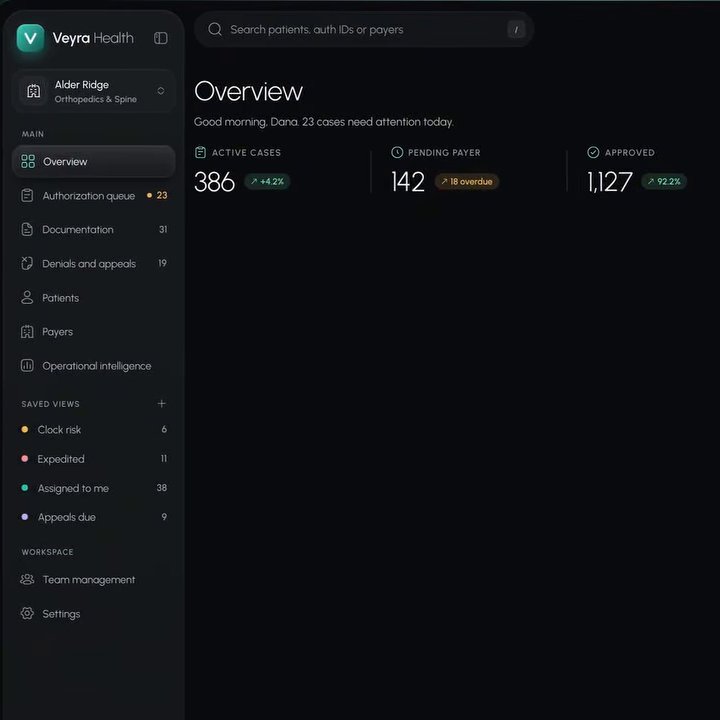 Veyra Health
Search patients, auth IDs or payers
/
Alder Ridge
Orthopedics & Spine
MAIN
Overview
Authorization queue 23
Documentation 31
Denials and appeals 19
Patients
Payers
Operational intelligence
SAVED VIEWS
Clock risk 6
Expedited 11
Assigned to me 38
Appeals due 9
WORKSPACE
Team management
Settings
Overview
Good morning, Dana. 23 cases need attention today.
ACTIVE CASES
386 ↗ +4.2%
PENDING PAYER
142 ↗ 18 overdue
APPROVED
1,127 ↗ 92.2%